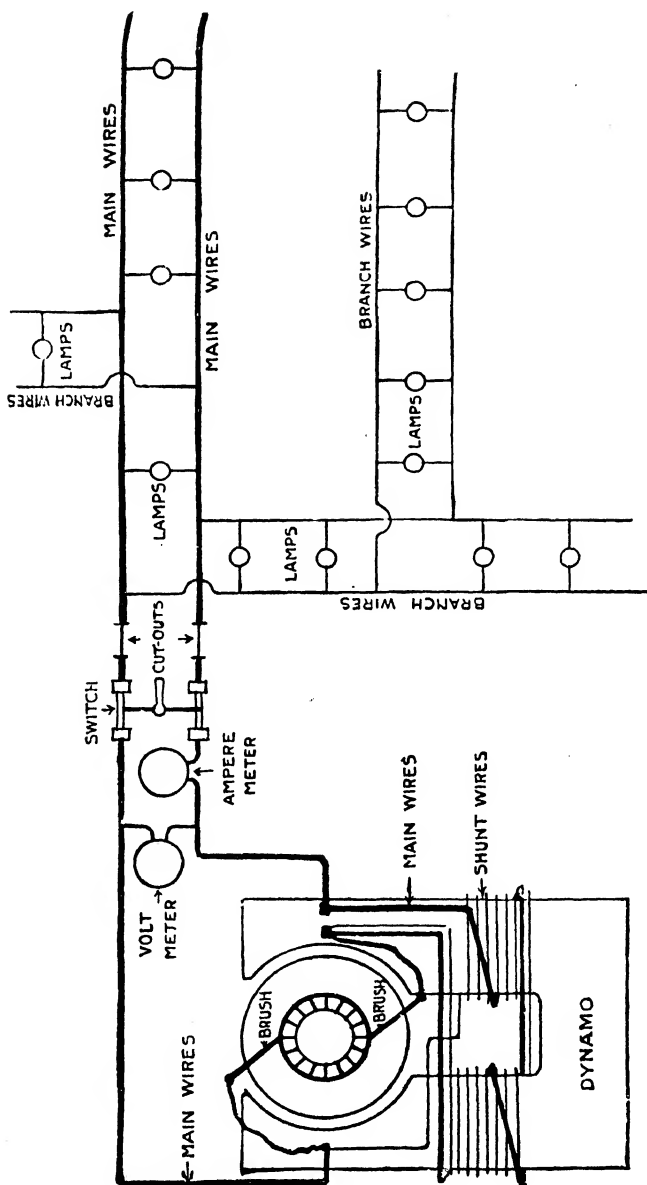 MAIN WIRES
MAIN WIRES
BRANCH WIRES
LAMPS
BRANCH WIRES
LAMPS
LAMPS
LAMPS
BRANCH WIRES
CUT-OUTS
SWITCH
AMPERE
METER
VOLT
METER
MAIN WIRES
SHUNT WIRES
BRUSH
BRUSH
MAIN WIRES
DYNAMO